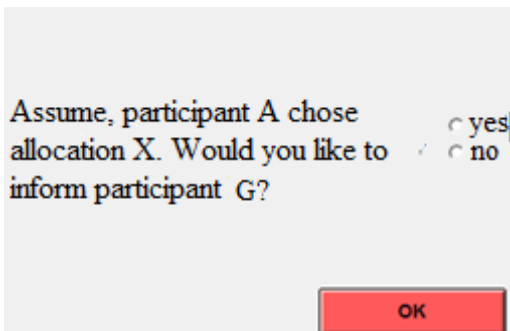 Assume, participant A chose
allocation X. Would you like to
inform participant G?
yes
no
OK